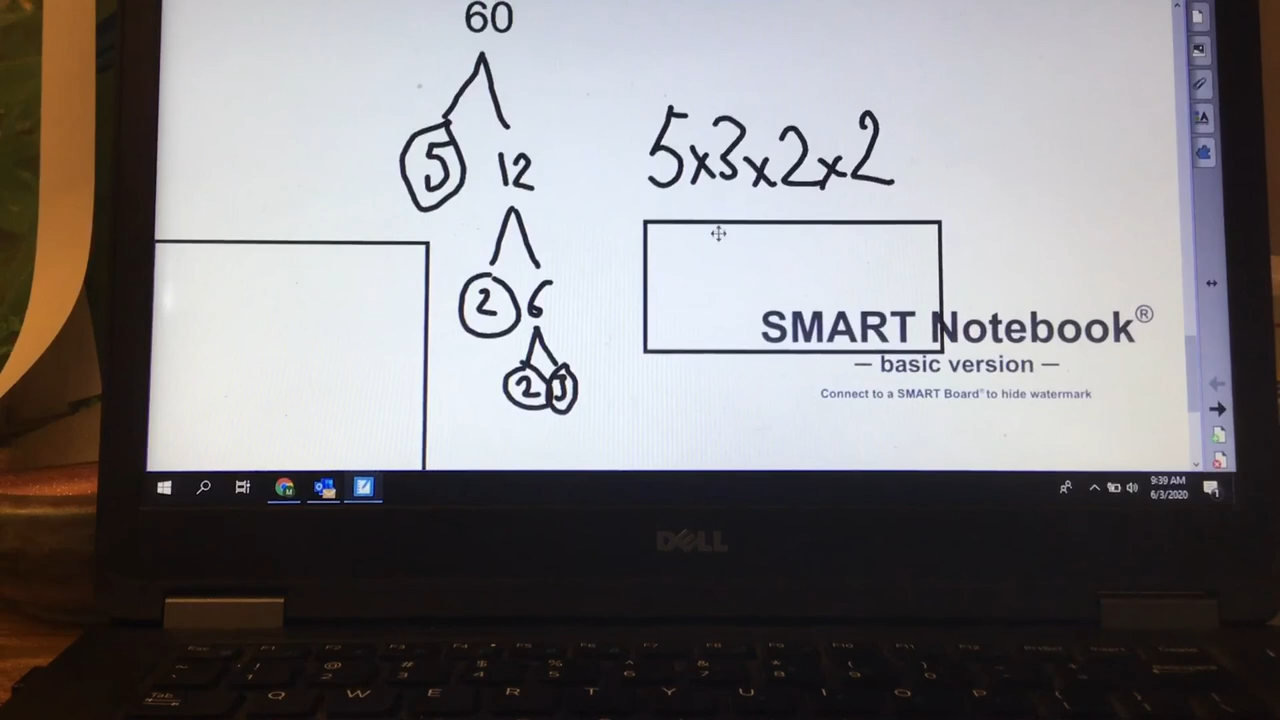 60
5 12
5x3x2x2
2 6
2 3
SMART Notebook®
— basic version —
Connect to a SMART Board® to hide watermark
9:39 AM
6/3/2020
DELL
Tab Q W E R T Y U I O P